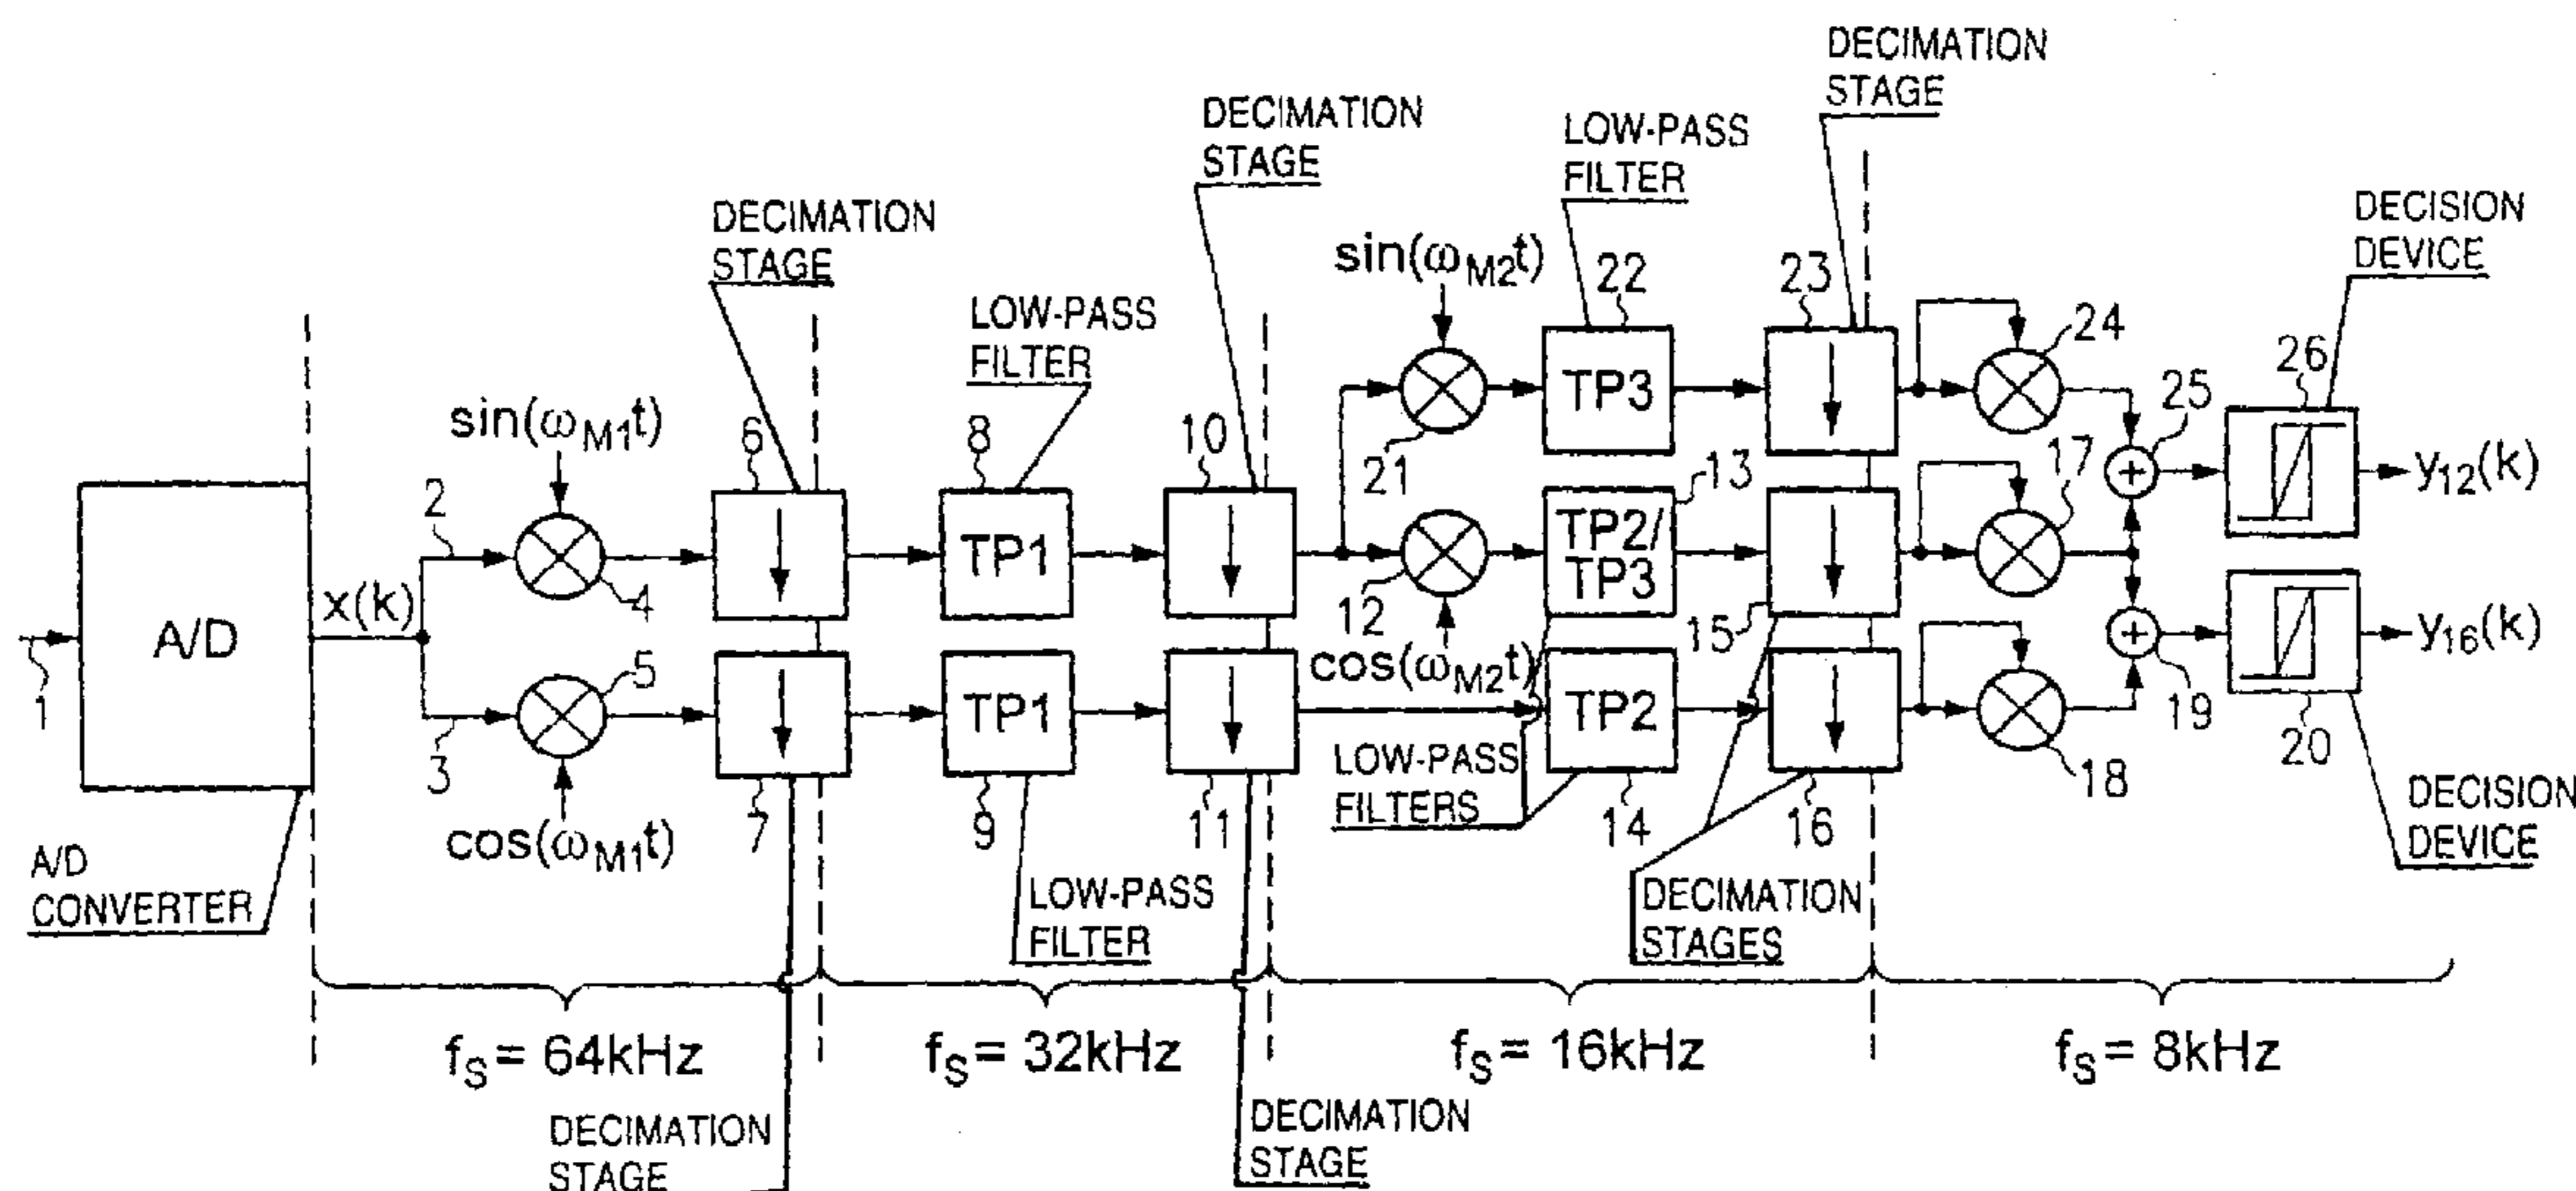 DECIMATION
STAGE
DECIMATION
STAGE
LOW-PASS
FILTER
DECISION
DEVICE
DECIMATION
STAGE
sin(ωM2t)
22
23
24
LOW-PASS
FILTER
26
sin(ωM1t)
6
8
10
21
TP3
25
2
4
TP1
12
13
TP2/
TP3
17
y12(k)
A/D
x(k)
15
1
3
5
cos(ωM2t)
TP1
TP2
19
y16(k)
cos(ωM1t)
7
9
11
LOW-PASS
FILTERS
14
16
18
20
A/D
CONVERTER
LOW-PASS
FILTER
DECIMATION
STAGES
DECISION
DEVICE
fS = 64kHz
fS = 32kHz
fS = 16kHz
fS = 8kHz
DECIMATION
STAGE
DECIMATION
STAGE